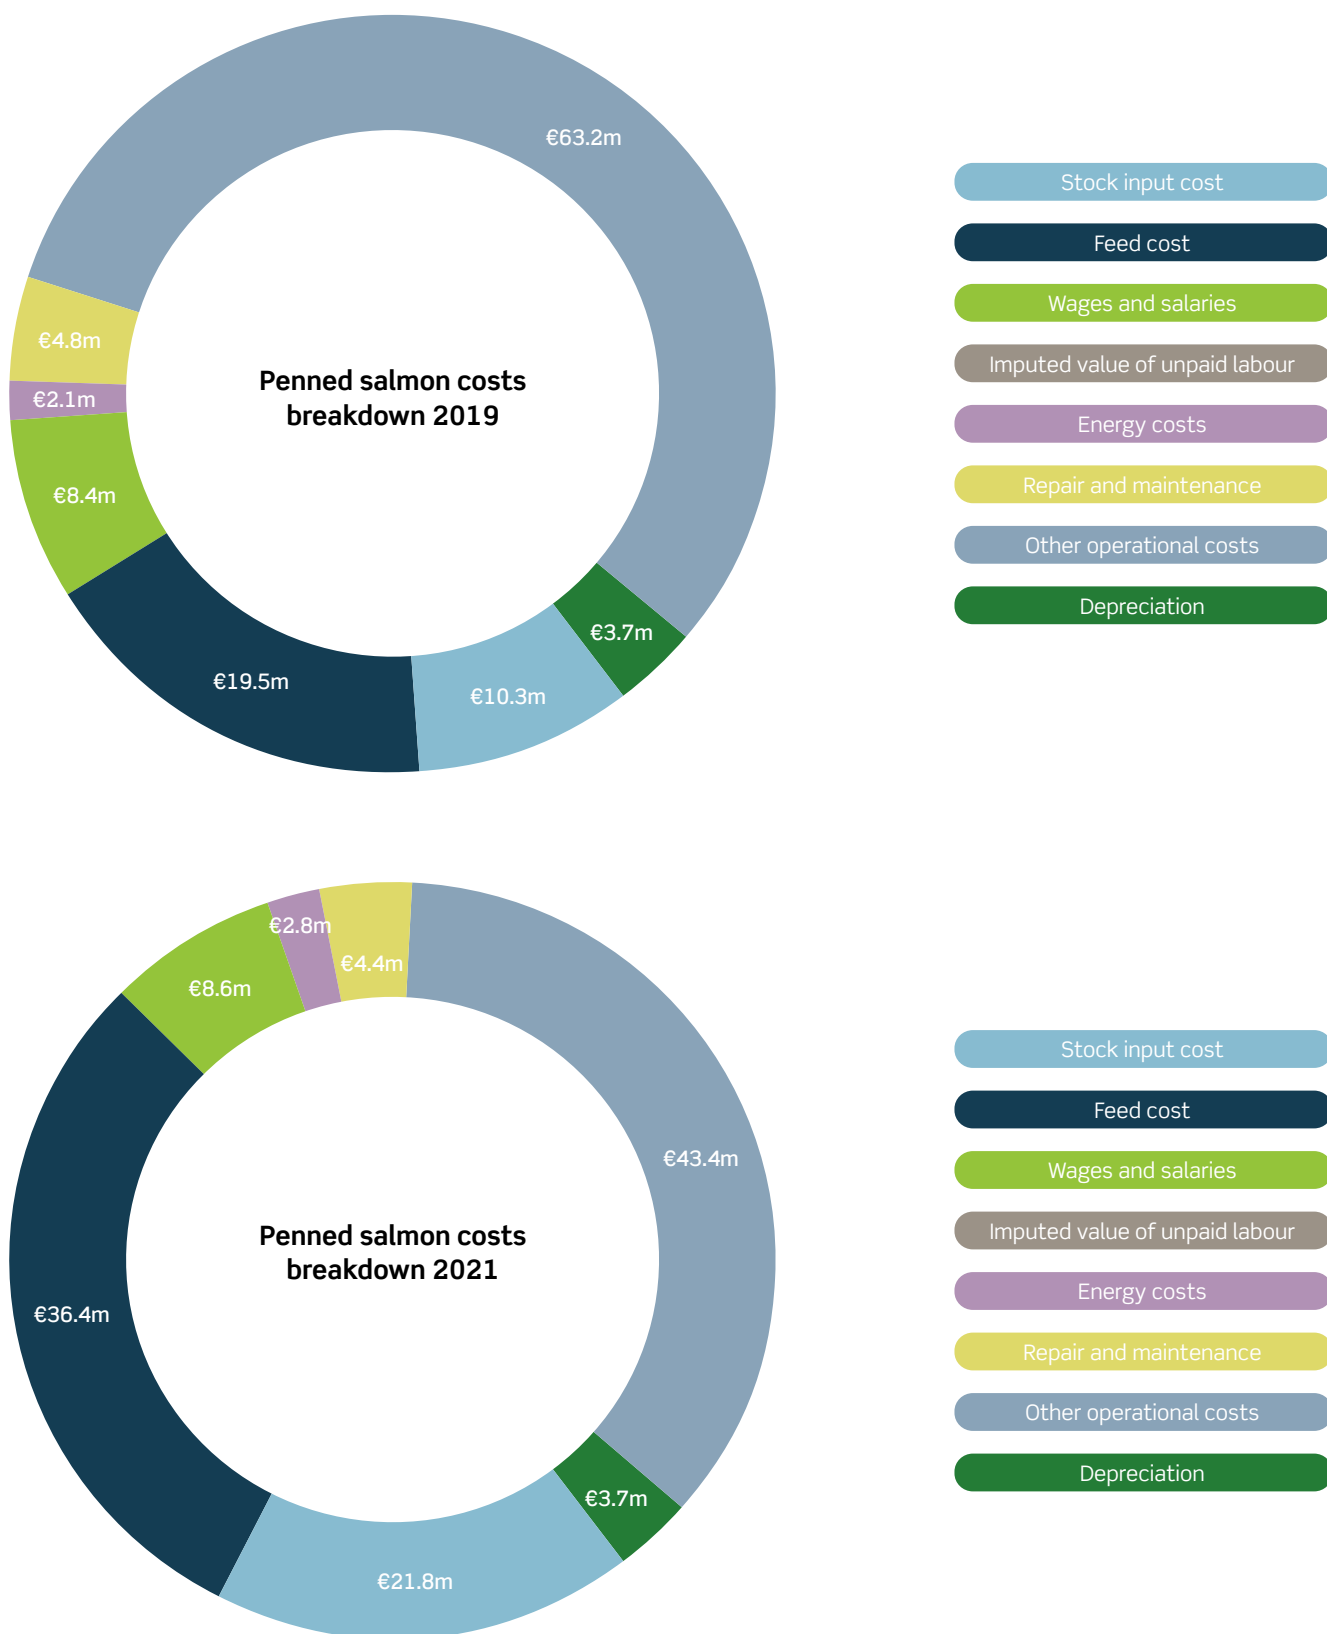 €63.2m
€4.8m
€2.1m
€8.4m
€19.5m
€10.3m
€3.7m
Penned salmon costs
breakdown 2019
Stock input cost
Feed cost
Wages and salaries
Imputed value of unpaid labour
Energy costs
Repair and maintenance
Other operational costs
Depreciation
€2.8m
€4.4m
€8.6m
€43.4m
€36.4m
€3.7m
€21.8m
Penned salmon costs
breakdown 2021
Stock input cost
Feed cost
Wages and salaries
Imputed value of unpaid labour
Energy costs
Repair and maintenance
Other operational costs
Depreciation